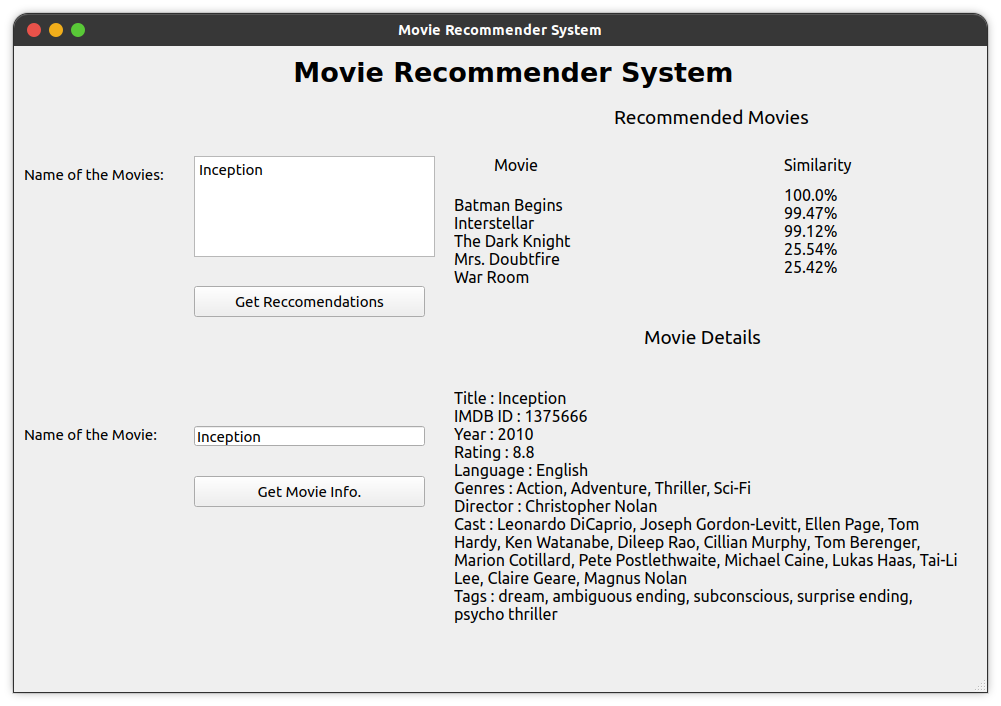 Movie Recommender System
Movie Recommender System
Recommended Movies
Name of the Movies:
Inception
Movie
Similarity
Batman Begins
Interstellar
The Dark Knight
Mrs. Doubtfire
War Room
100.0%
99.47%
99.12%
25.54%
25.42%
Get Reccomendations
Movie Details
Name of the Movie:
Inception
Get Movie Info.
Title : Inception
IMDB ID : 1375666
Year : 2010
Rating : 8.8
Language : English
Genres : Action, Adventure, Thriller, Sci-Fi
Director : Christopher Nolan
Cast : Leonardo DiCaprio, Joseph Gordon-Levitt, Ellen Page, Tom
Hardy, Ken Watanabe, Dileep Rao, Cillian Murphy, Tom Berenger,
Marion Cotillard, Pete Postlethwaite, Michael Caine, Lukas Haas, Tai-Li
Lee, Claire Geare, Magnus Nolan
Tags : dream, ambiguous ending, subconscious, surprise ending,
psycho thriller